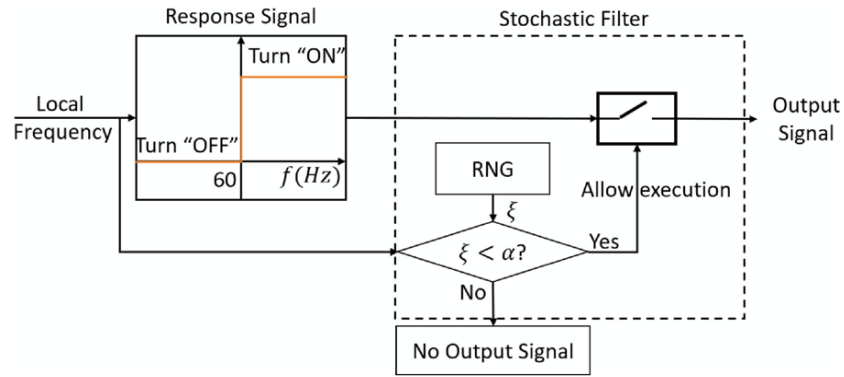 Response Signal
Stochastic Filter
Turn “ON”
Local
Frequency
Output
Signal
Turn “OFF”
60
f(Hz)
RNG
Allow execution
ξ
ξ < α?
Yes
No
No Output Signal